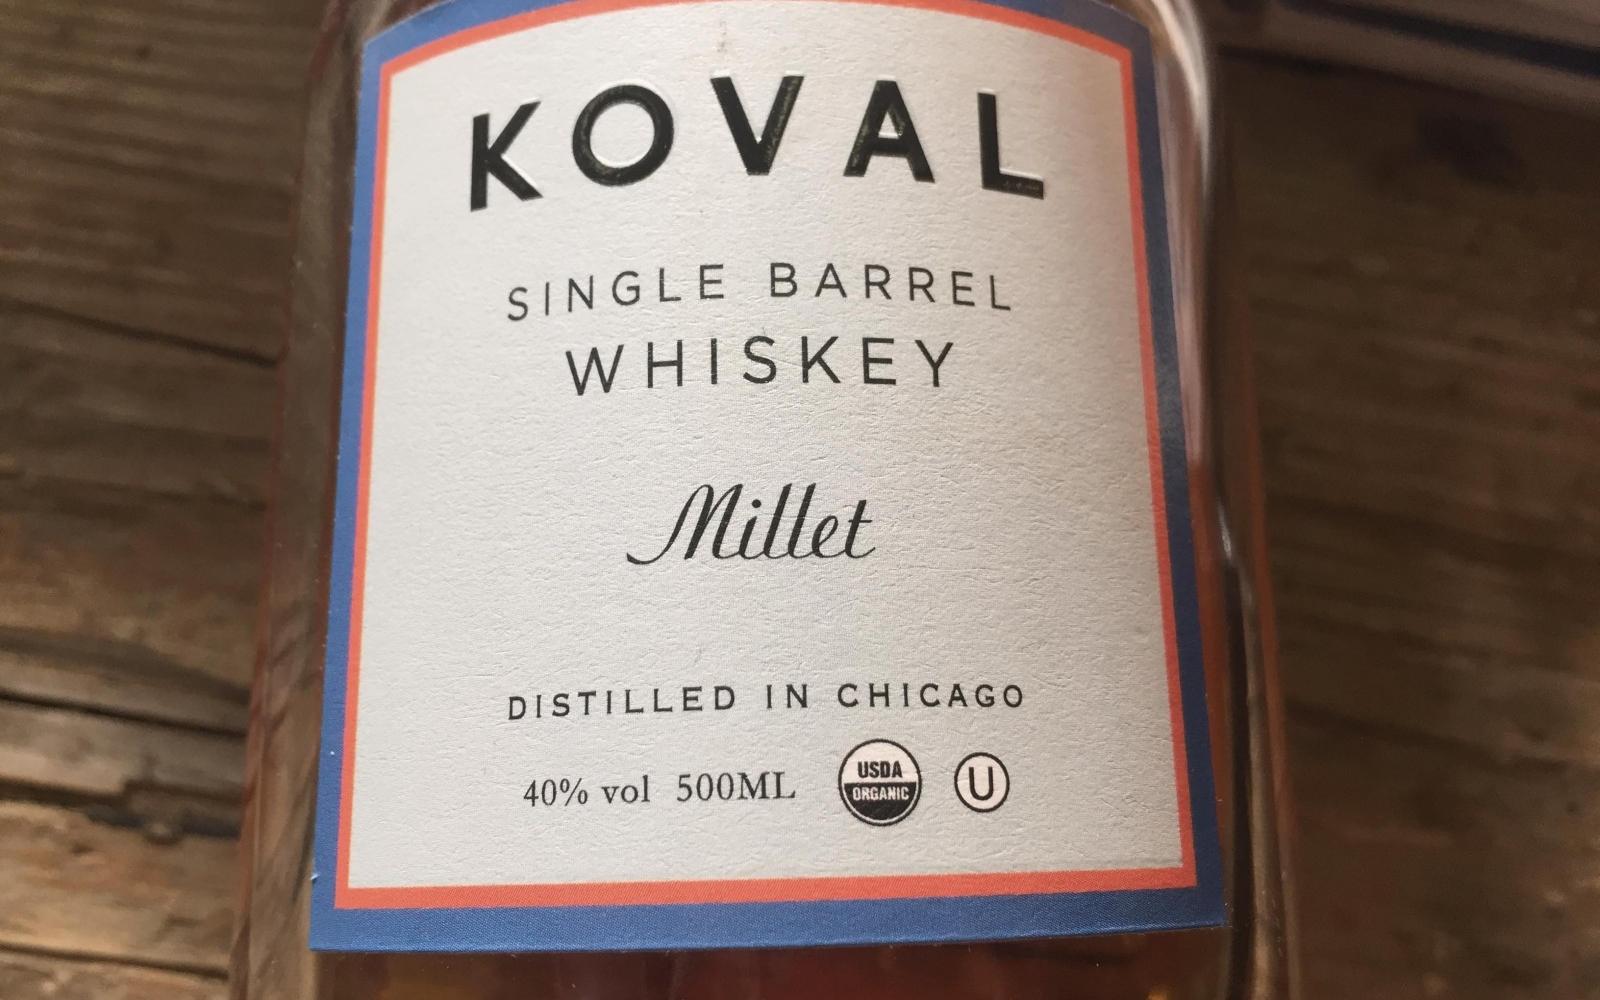 KOVAL
SINGLE BARREL
WHISKEY
Millet
DISTILLED IN CHICAGO
40% vol 500ML USDA ORGANIC U